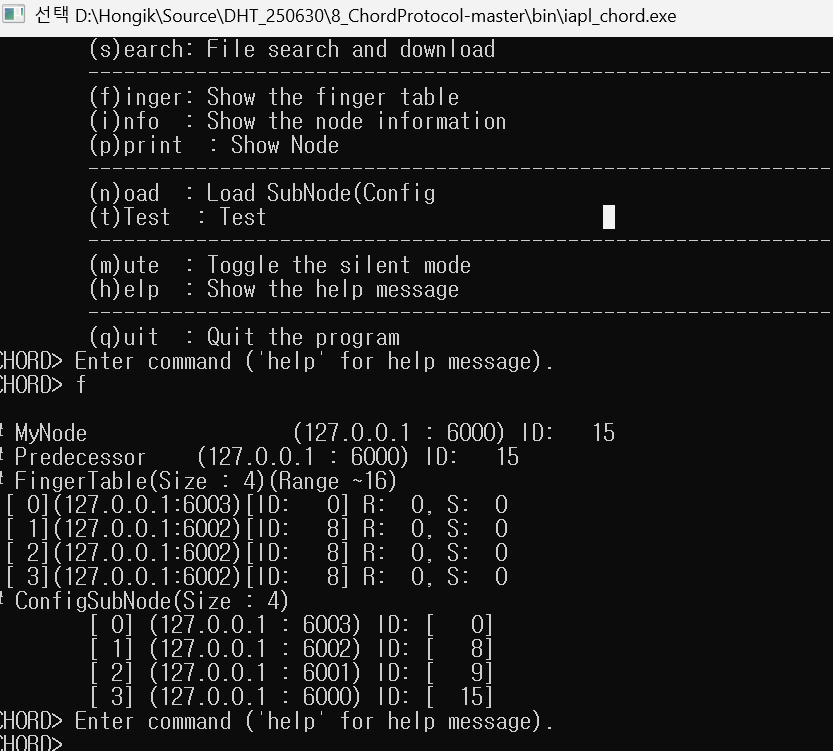 선택 D:\Hongik\Source\DHT_250630\8_ChordProtocol-master\bin\iapl_chord.exe
(s)earch: File search and download
--------------------------------------------------------------
(f)inger: Show the finger table
(i)nfo  : Show the node information
(p)print  : Show Node
--------------------------------------------------------------
(n)oad  : Load SubNode(Config
(t)Test  : Test
--------------------------------------------------------------
(m)ute  : Toggle the silent mode
(h)elp  : Show the help message
--------------------------------------------------------------
(q)uit  : Quit the program
CHORD> Enter command ('help' for help message).
CHORD> f
# MyNode                 (127.0.0.1 : 6000) ID:   15
# Predecessor    (127.0.0.1 : 6000) ID:   15
# FingerTable(Size : 4)(Range ~16)
[ 0](127.0.0.1:6003)[ID:   0] R:  0, S:  0
[ 1](127.0.0.1:6002)[ID:   8] R:  0, S:  0
[ 2](127.0.0.1:6002)[ID:   8] R:  0, S:  0
[ 3](127.0.0.1:6002)[ID:   8] R:  0, S:  0
# ConfigSubNode(Size : 4)
[ 0] (127.0.0.1 : 6003) ID: [   0]
[ 1] (127.0.0.1 : 6002) ID: [   8]
[ 2] (127.0.0.1 : 6001) ID: [   9]
[ 3] (127.0.0.1 : 6000) ID: [  15]
CHORD> Enter command ('help' for help message).
CHORD>